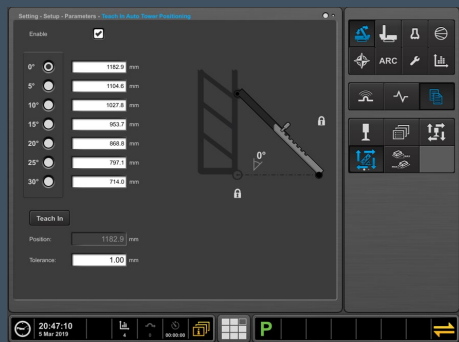 Setting - Setup - Parameters - Teach In Auto Tower Positioning
Enable
0° 1182.9 mm
5° 1104.6 mm
10° 1027.8 mm
15° 953.7 mm
20° 868.8 mm
25° 797.1 mm
30° 714.0 mm
0°
Teach In
Position: 1182.9 mm
Tolerance: 1.00 mm
ARC
20:47:10
5 Mar 2019
4
0
00:00:00
P